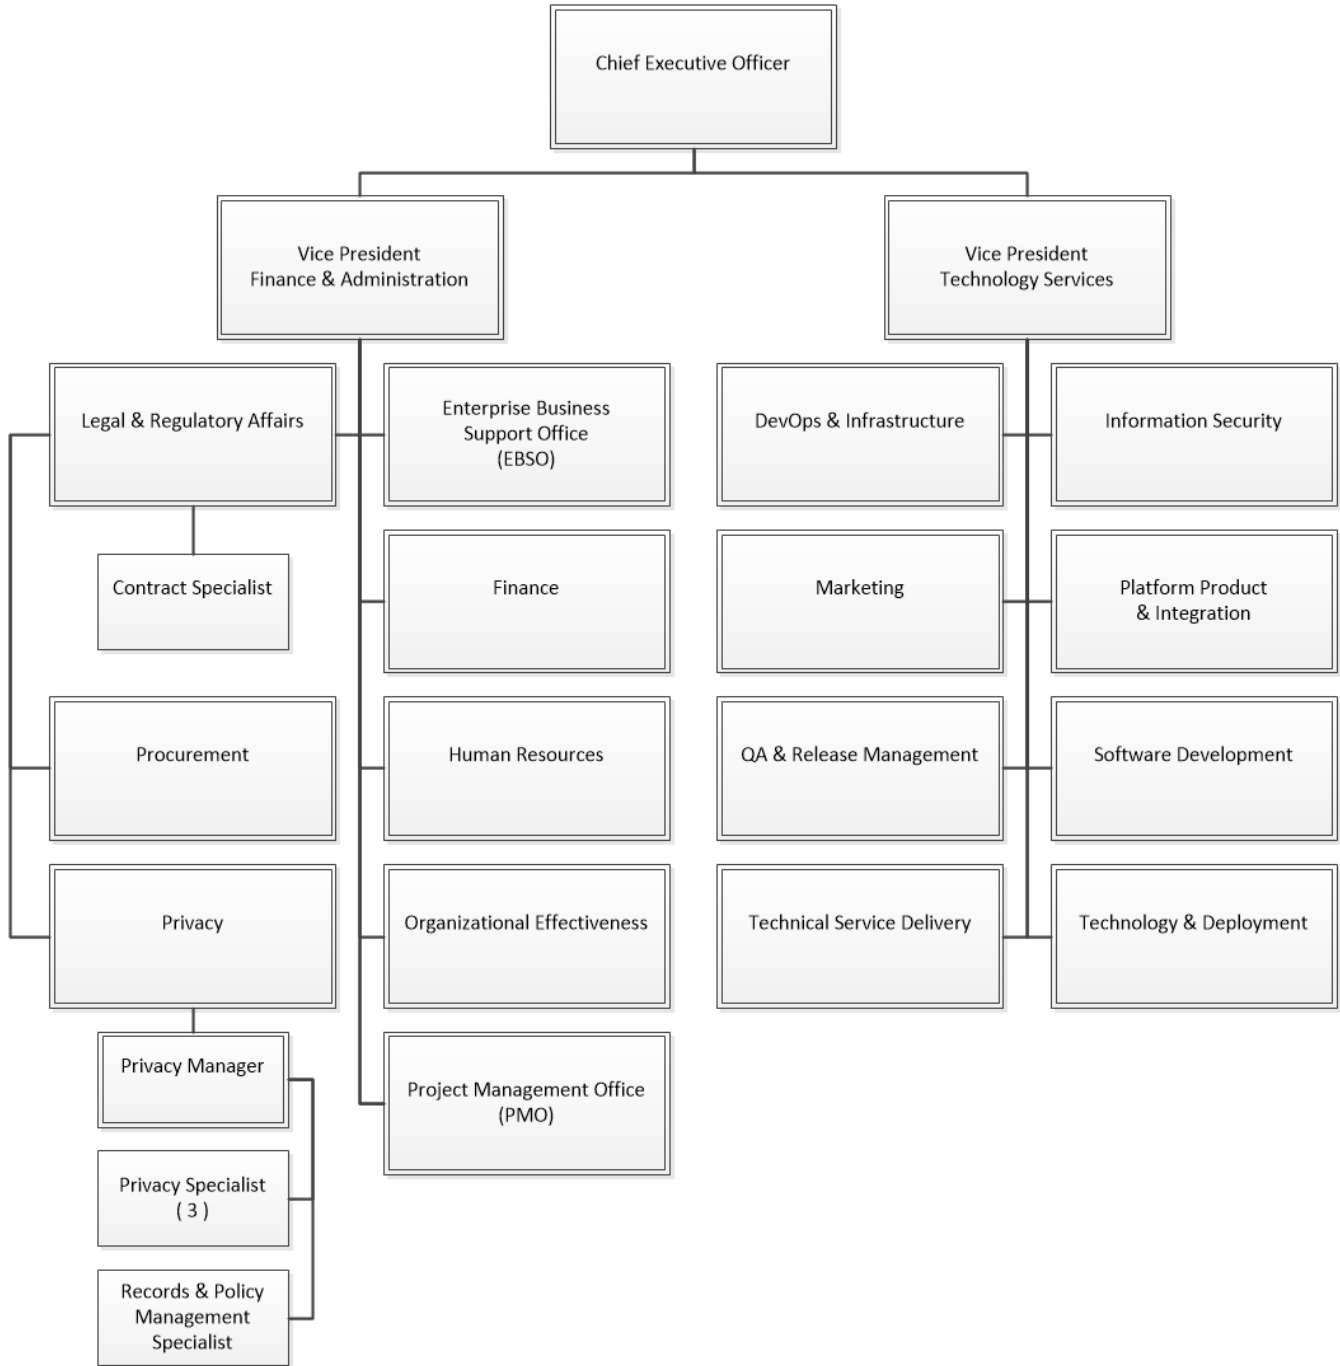 Chief Executive Officer
Vice President
Finance & Administration
Vice President
Technology Services
Legal & Regulatory Affairs
Enterprise Business
Support Office
(EBSO)
DevOps & Infrastructure
Information Security
Contract Specialist
Finance
Marketing
Platform Product
& Integration
Procurement
Human Resources
QA & Release Management
Software Development
Privacy
Organizational Effectiveness
Technical Service Delivery
Technology & Deployment
Privacy Manager
Project Management Office
(PMO)
Privacy Specialist
( 3 )
Records & Policy
Management
Specialist